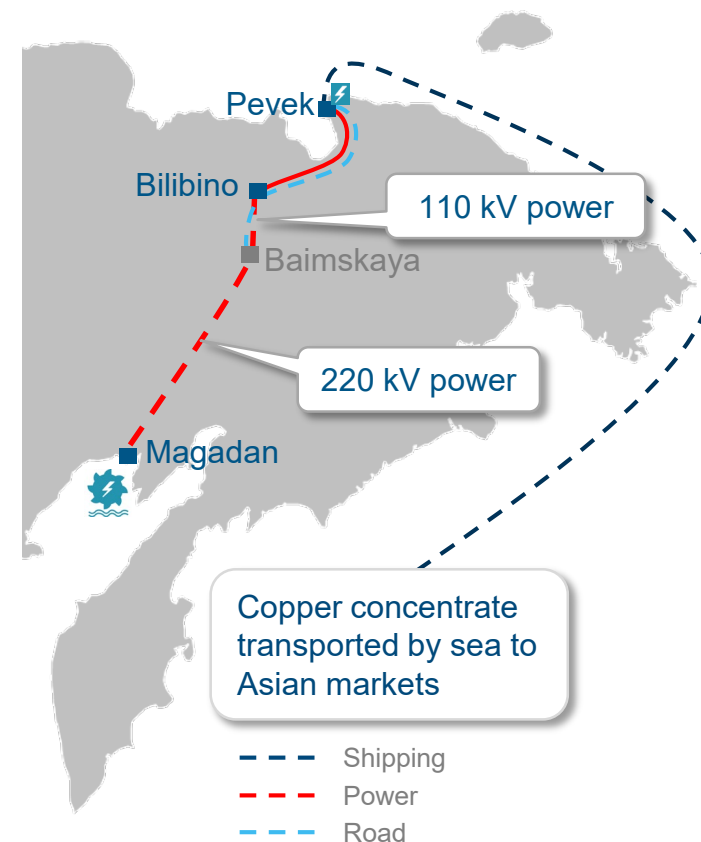 Pevek
Bilibino
110 kV power
Baimskaya
220 kV power
Magadan
Copper concentrate
transported by sea to
Asian markets
Shipping
Power
Road